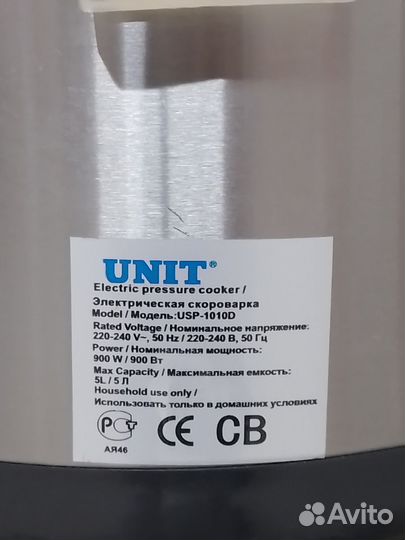 UNIT®
Electric pressure cooker /
Электрическая скороварка
Model / Модель:USP-1010D
Rated Voltage / Номинальное напряжение:
220-240 V~, 50 Hz / 220-240 В, 50 Гц
Power / Номинальная мощность:
900 W / 900 Вт
Max Capacity / Максимальная емкость:
5L / 5 Л
Household use only /
Использовать только в домашних условиях
РСТ CE CB
АЯ46
Avito